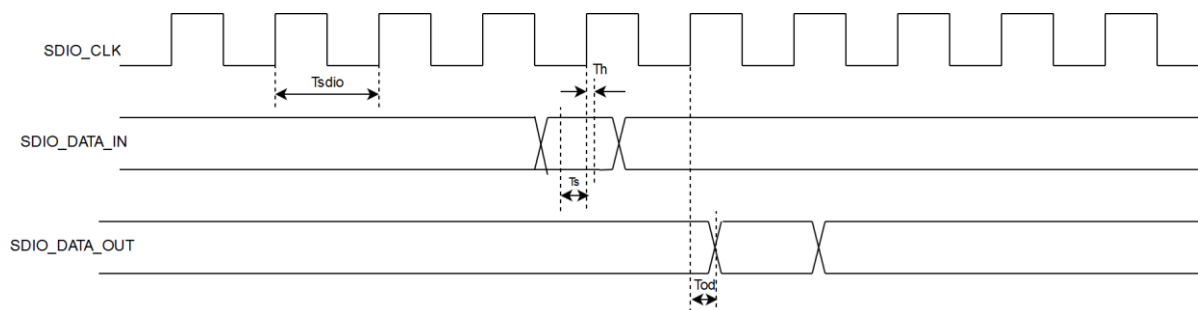 SDIO_CLK
Th
Tsdio
SDIO_DATA_IN
Ts
SDIO_DATA_OUT
Tod